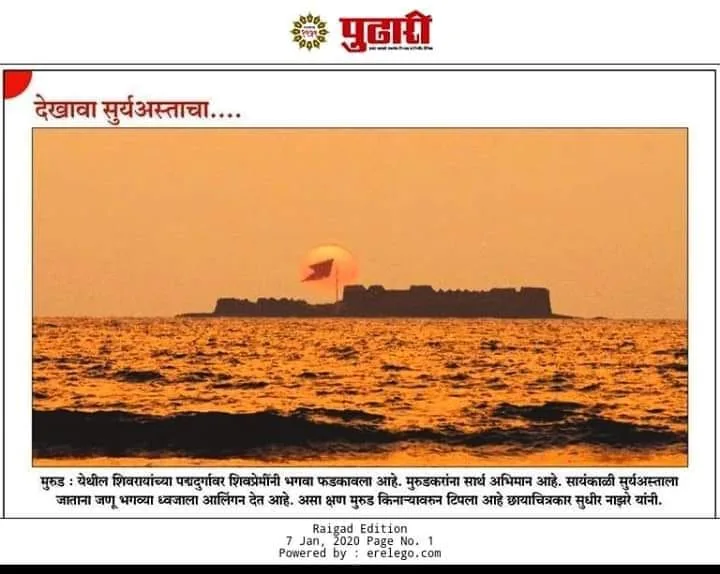 पुढारी
देखावा सुर्यअस्ताचा....
मुरुड : येथील शिवरायांच्या पद्मदुर्गावर शिवप्रेमींनी भगवा फडकावला आहे. मुरुडकरांना सार्थ अभिमान आहे. सायंकाळी सुर्यअस्ताला
जाताना जणू भगव्या ध्वजाला आलिंगन देत आहे. असा क्षण मुरुड किनाऱ्यावरुन टिपला आहे छायाचित्रकार सुधीर नाझरे यांनी.
Raigad Edition
7 Jan, 2020 Page No. 1
Powered by : erelego.com